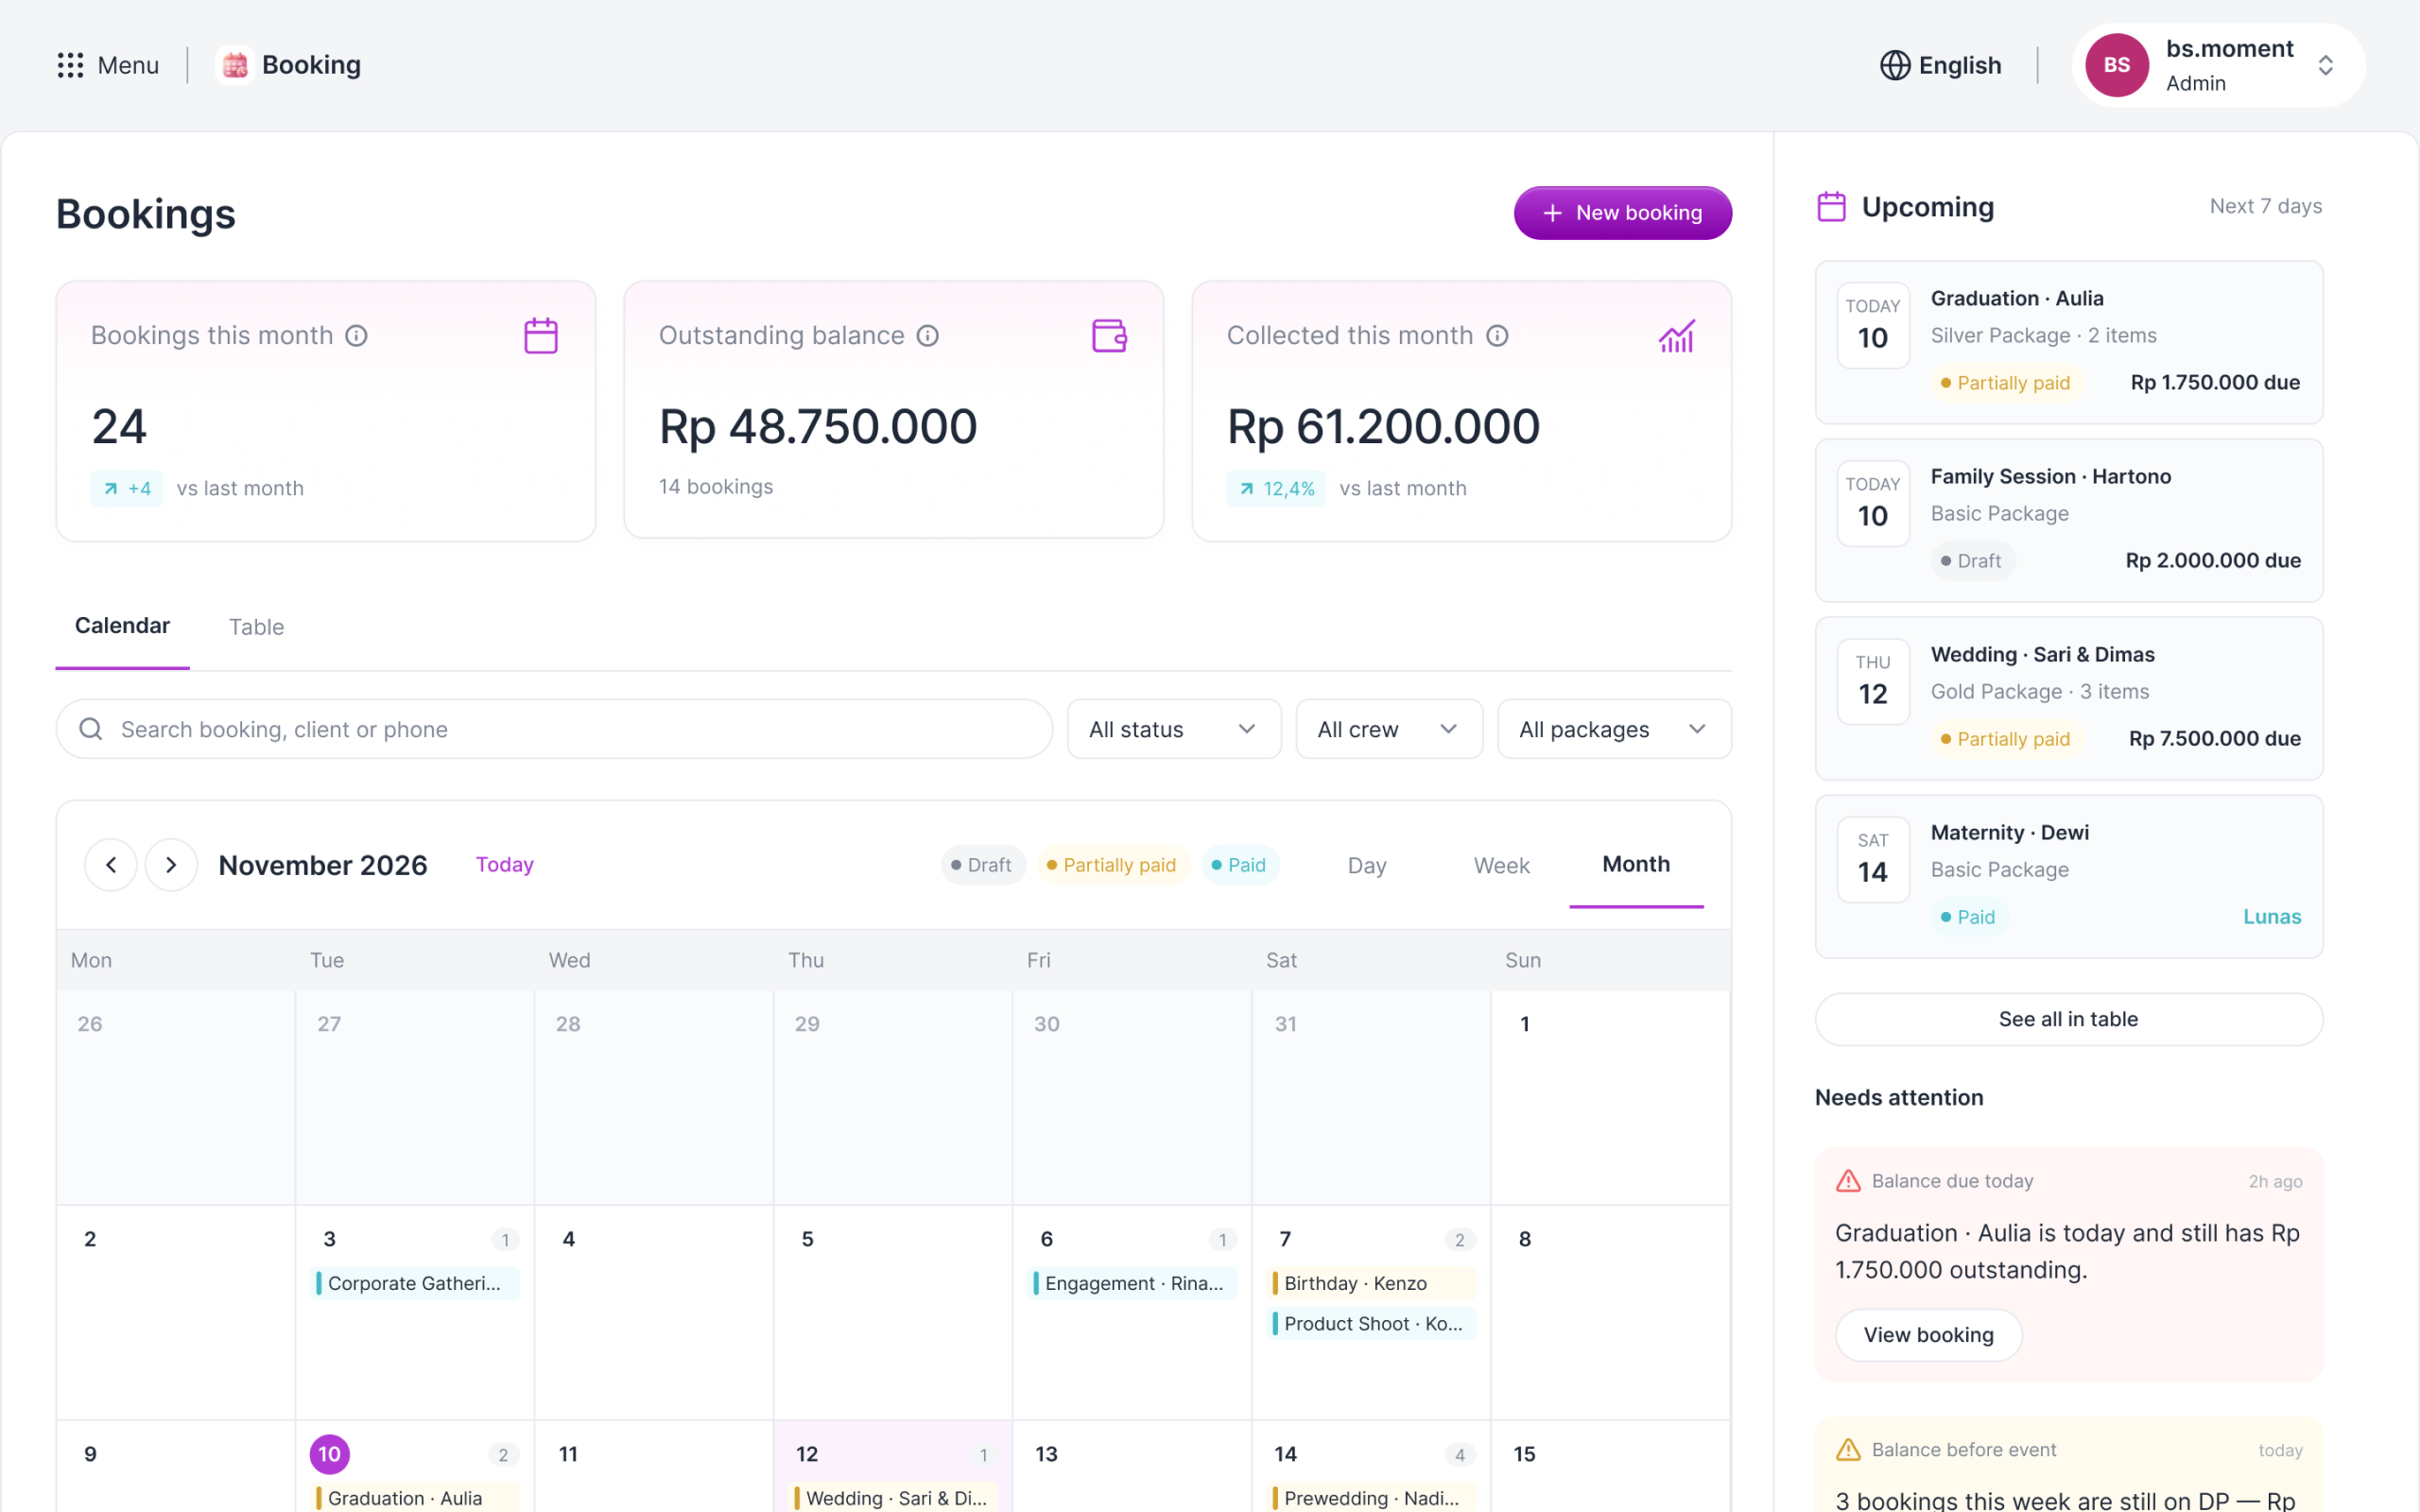 Menu
Booking
English
BS
bs.moment
Admin
Bookings
New booking
Bookings this month
24
+4 vs last month
Outstanding balance
Rp 48.750.000
14 bookings
Collected this month
Rp 61.200.000
12,4% vs last month
Calendar
Table
Search booking, client or phone
All status
All crew
All packages
November 2026
Today
Draft
Partially paid
Paid
Day
Week
Month
Mon Tue Wed Thu Fri Sat Sun
26 27 28 29 30 31 1
2
3 1
Corporate Gatheri...
4
5
6 1
Engagement · Rina...
7 2
Birthday · Kenzo
Product Shoot · Ko...
8
9
10 2
Graduation · Aulia
11
12 1
Wedding · Sari & Di...
13
14 4
Prewedding · Nadi...
15
Upcoming
Next 7 days
TODAY
10
Graduation · Aulia
Silver Package · 2 items
Partially paid
Rp 1.750.000 due
TODAY
10
Family Session · Hartono
Basic Package
Draft
Rp 2.000.000 due
THU
12
Wedding · Sari & Dimas
Gold Package · 3 items
Partially paid
Rp 7.500.000 due
SAT
14
Maternity · Dewi
Basic Package
Paid
Lunas
See all in table
Needs attention
Balance due today
2h ago
Graduation · Aulia is today and still has Rp
1.750.000 outstanding.
View booking
Balance before event
today
3 bookings this week are still on DP — Rp